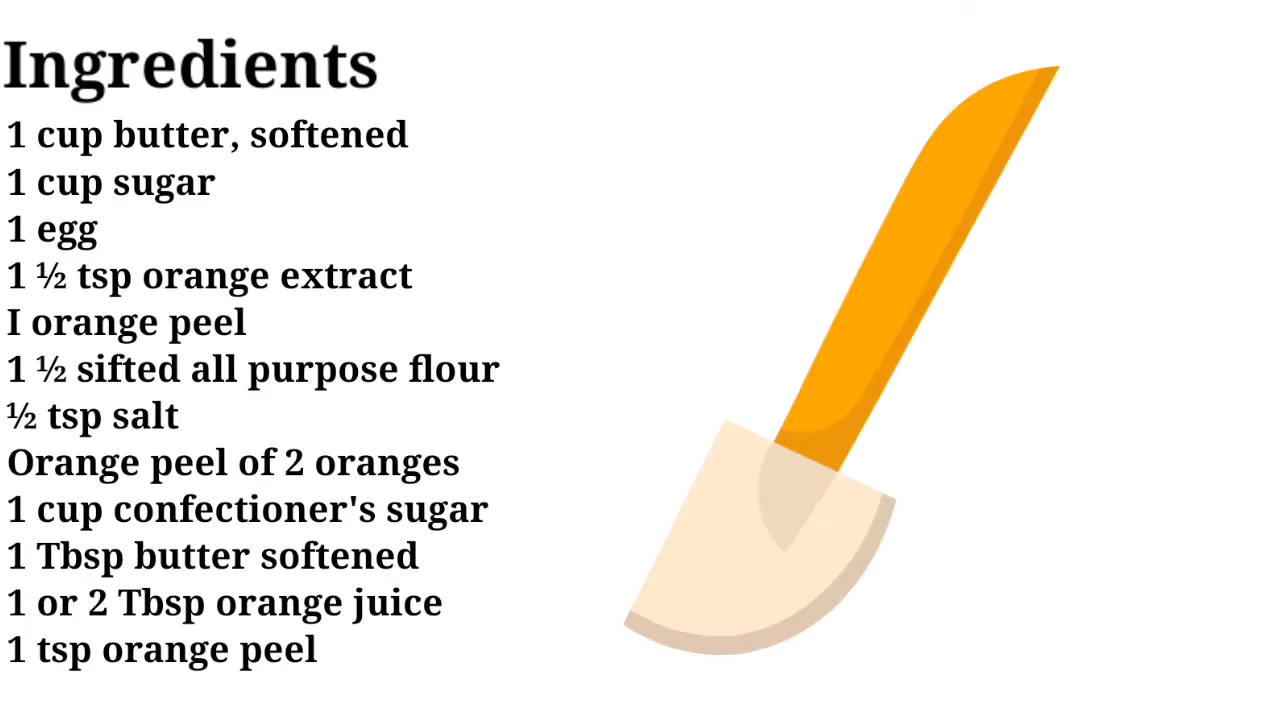 Ingredients
1 cup butter, softened
1 cup sugar
1 egg
1 ½ tsp orange extract
I orange peel
1 ½ sifted all purpose flour
½ tsp salt
Orange peel of 2 oranges
1 cup confectioner's sugar
1 Tbsp butter softened
1 or 2 Tbsp orange juice
1 tsp orange peel